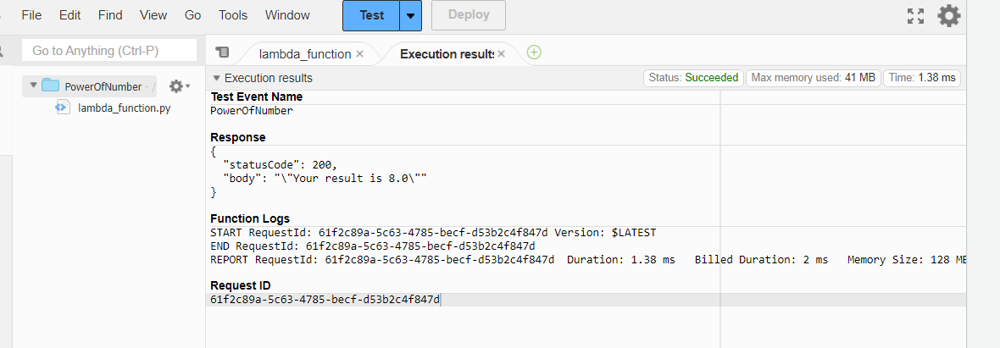 File Edit Find View Go Tools Window Test Deploy
Go to Anything (Ctrl-P)
lambda_function
Execution results
PowerOfNumber - /
lambda_function.py
Execution results
Status: Succeeded
Max memory used: 41 MB
Time: 1.38 ms
Test Event Name
PowerOfNumber
Response
{
"statusCode": 200,
"body": "\"Your result is 8.0\""
}
Function Logs
START RequestId: 61f2c89a-5c63-4785-becf-d53b2c4f847d Version: $LATEST
END RequestId: 61f2c89a-5c63-4785-becf-d53b2c4f847d
REPORT RequestId: 61f2c89a-5c63-4785-becf-d53b2c4f847d Duration: 1.38 ms Billed Duration: 2 ms Memory Size: 128 MB
Request ID
61f2c89a-5c63-4785-becf-d53b2c4f847d